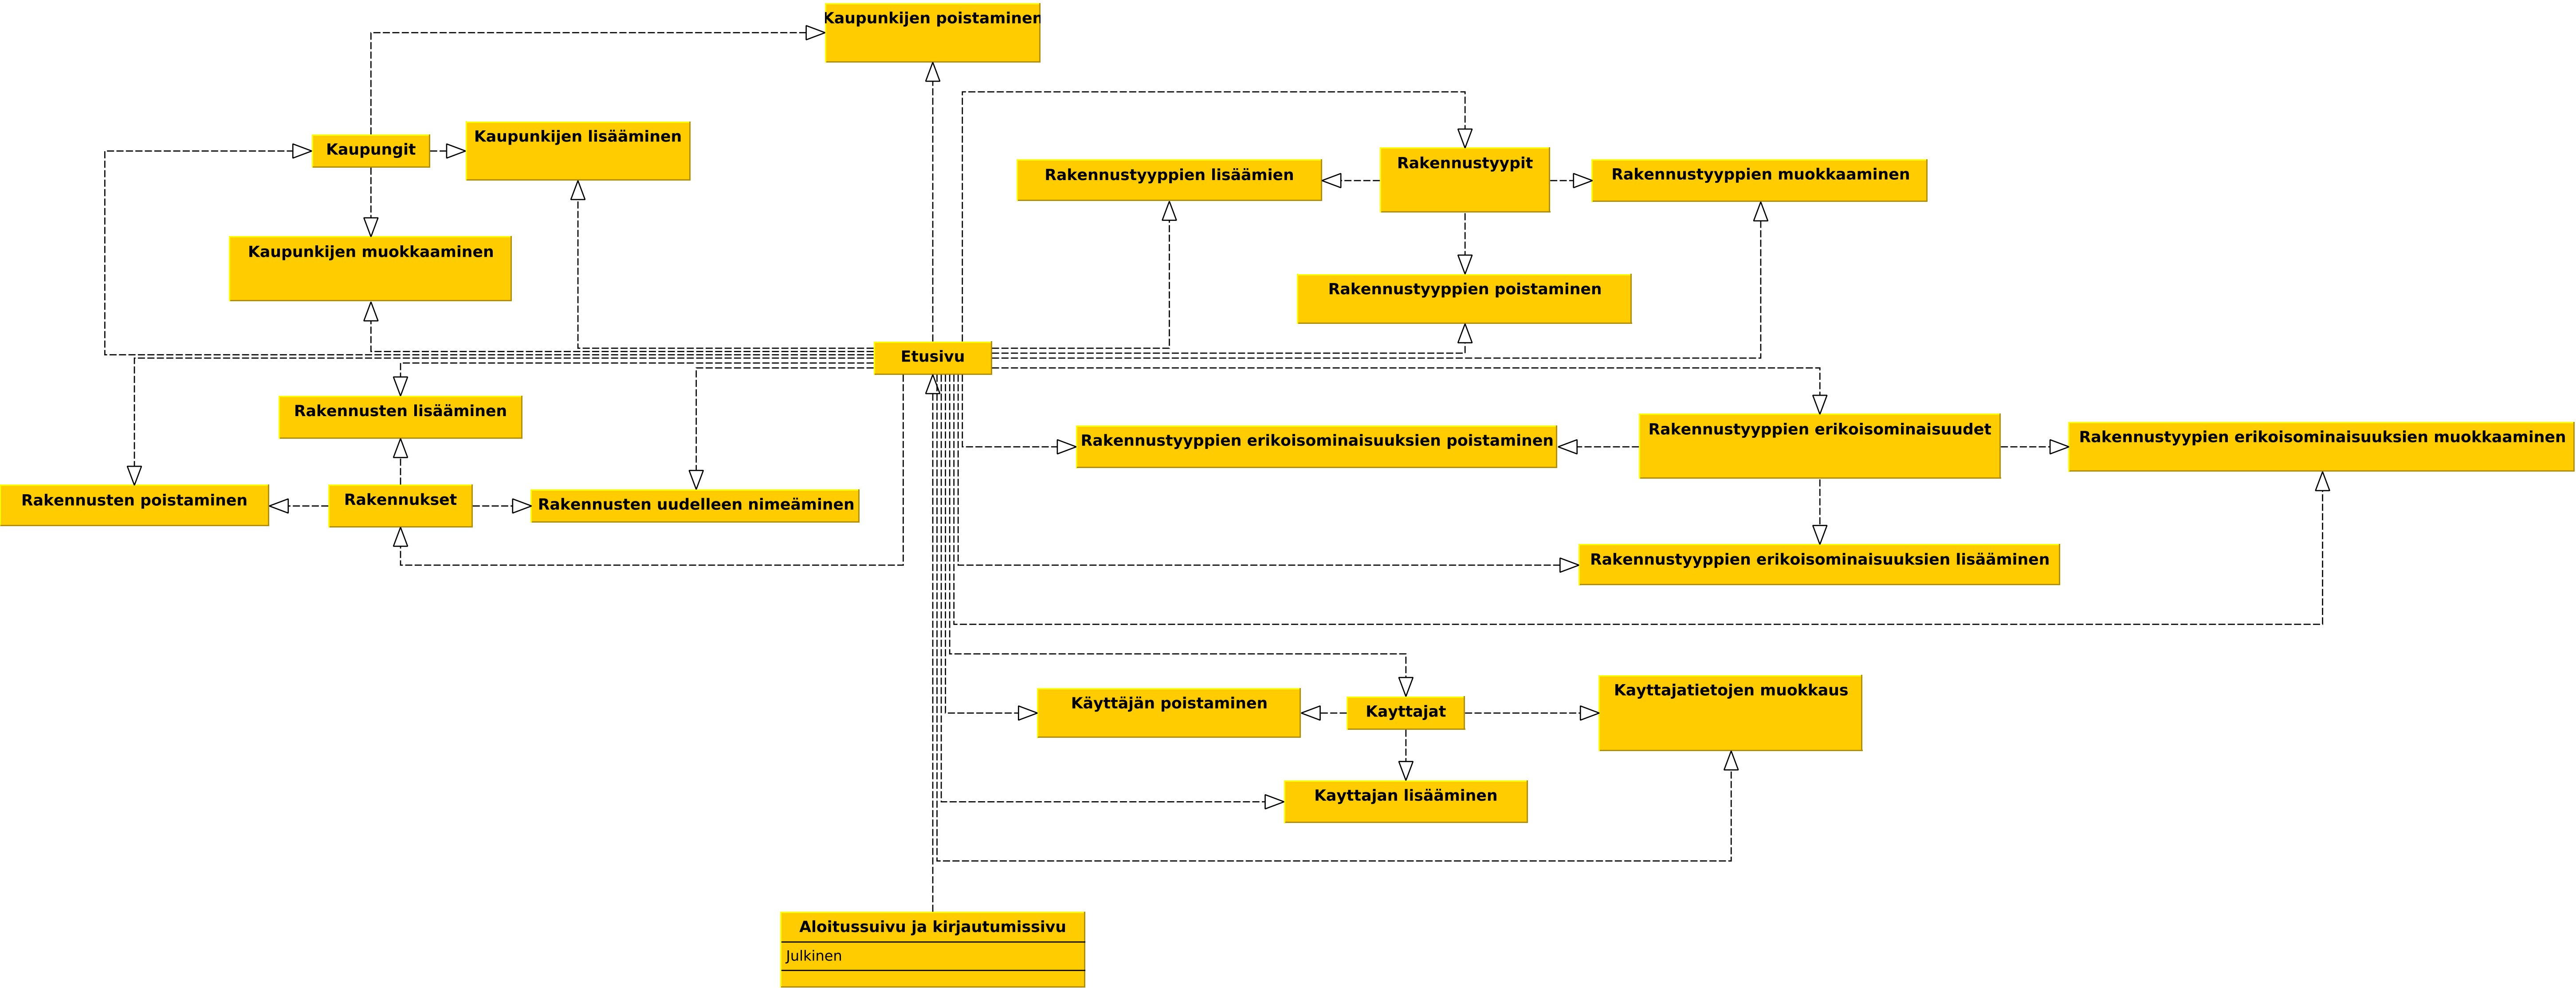 Kaupunkijen poistaminen
Kaupungit
Kaupunkijen lisääminen
Rakennustyyppien lisäämien
Rakennustyypit
Rakennustyyppien muokkaaminen
Kaupunkijen muokkaaminen
Rakennustyyppien poistaminen
Etusivu
Rakennusten lisääminen
Rakennustyyppien erikoisominaisuuksien poistaminen
Rakennustyyppien erikoisominaisuudet
Rakennustyypien erikoisominaisuuksien muokkaaminen
Rakennusten poistaminen
Rakennukset
Rakennusten uudelleen nimeäminen
Rakennustyyppien erikoisominaisuuksien lisääminen
Käyttäjän poistaminen
Kayttajat
Kayttajatietojen muokkaus
Kayttajan lisääminen
Aloitussuivu ja kirjautumissivu
Julkinen